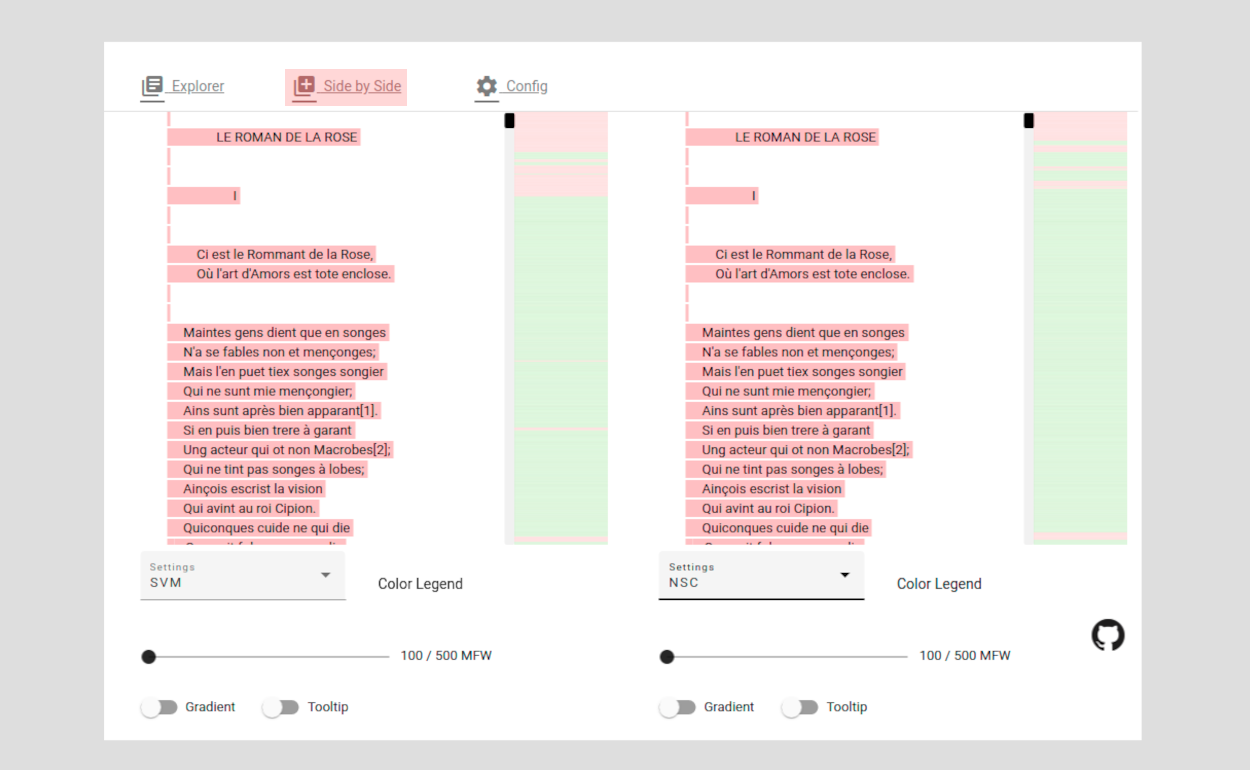 Explorer
Side by Side
Config
LE ROMAN DE LA ROSE
I
Ci est le Rommant de la Rose,
Où l'art d'Amors est tote enclose.
Maintes gens dient que en songes
N'a se fables non et mençonges;
Mais l'en puet tiex songes songier
Qui ne sunt mie mençongier;
Ains sunt après bien apparant[1].
Si en puis bien trere à garant
Ung acteur qui ot non Macrobes[2];
Qui ne tint pas songes à lobes;
Ainçois escrist la vision
Qui avint au roi Cipion.
Quiconques cuide ne qui die
Settings
SVM
Color Legend
100 / 500 MFW
Gradient
Tooltip
LE ROMAN DE LA ROSE
I
Ci est le Rommant de la Rose,
Où l'art d'Amors est tote enclose.
Maintes gens dient que en songes
N'a se fables non et mençonges;
Mais l'en puet tiex songes songier
Qui ne sunt mie mençongier;
Ains sunt après bien apparant[1].
Si en puis bien trere à garant
Ung acteur qui ot non Macrobes[2];
Qui ne tint pas songes à lobes;
Ainçois escrist la vision
Qui avint au roi Cipion.
Quiconques cuide ne qui die
Settings
NSC
Color Legend
100 / 500 MFW
Gradient
Tooltip